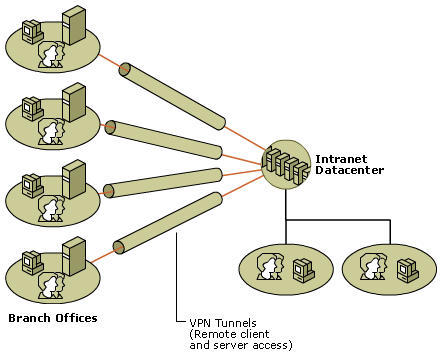 Intranet
Datacenter
Branch Offices
VPN Tunnels
(Remote client
and server access)